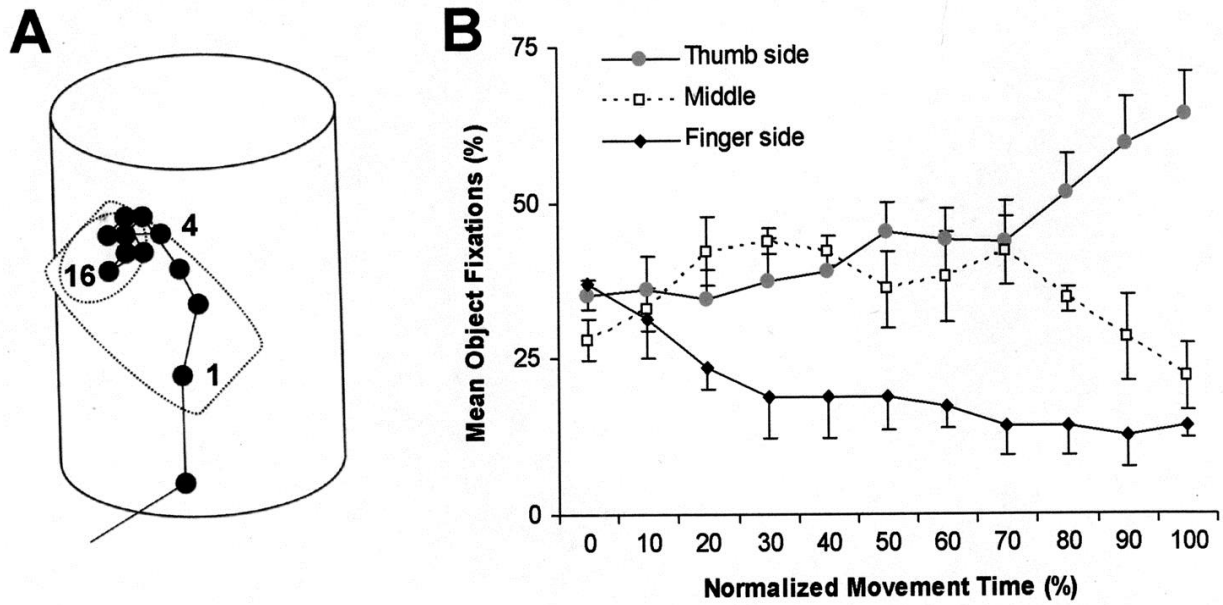 A
4
16
1
B
Thumb side
Middle
Finger side
75
50
25
0
Mean Object Fixations (%)
0 10 20 30 40 50 60 70 80 90 100
Normalized Movement Time (%)